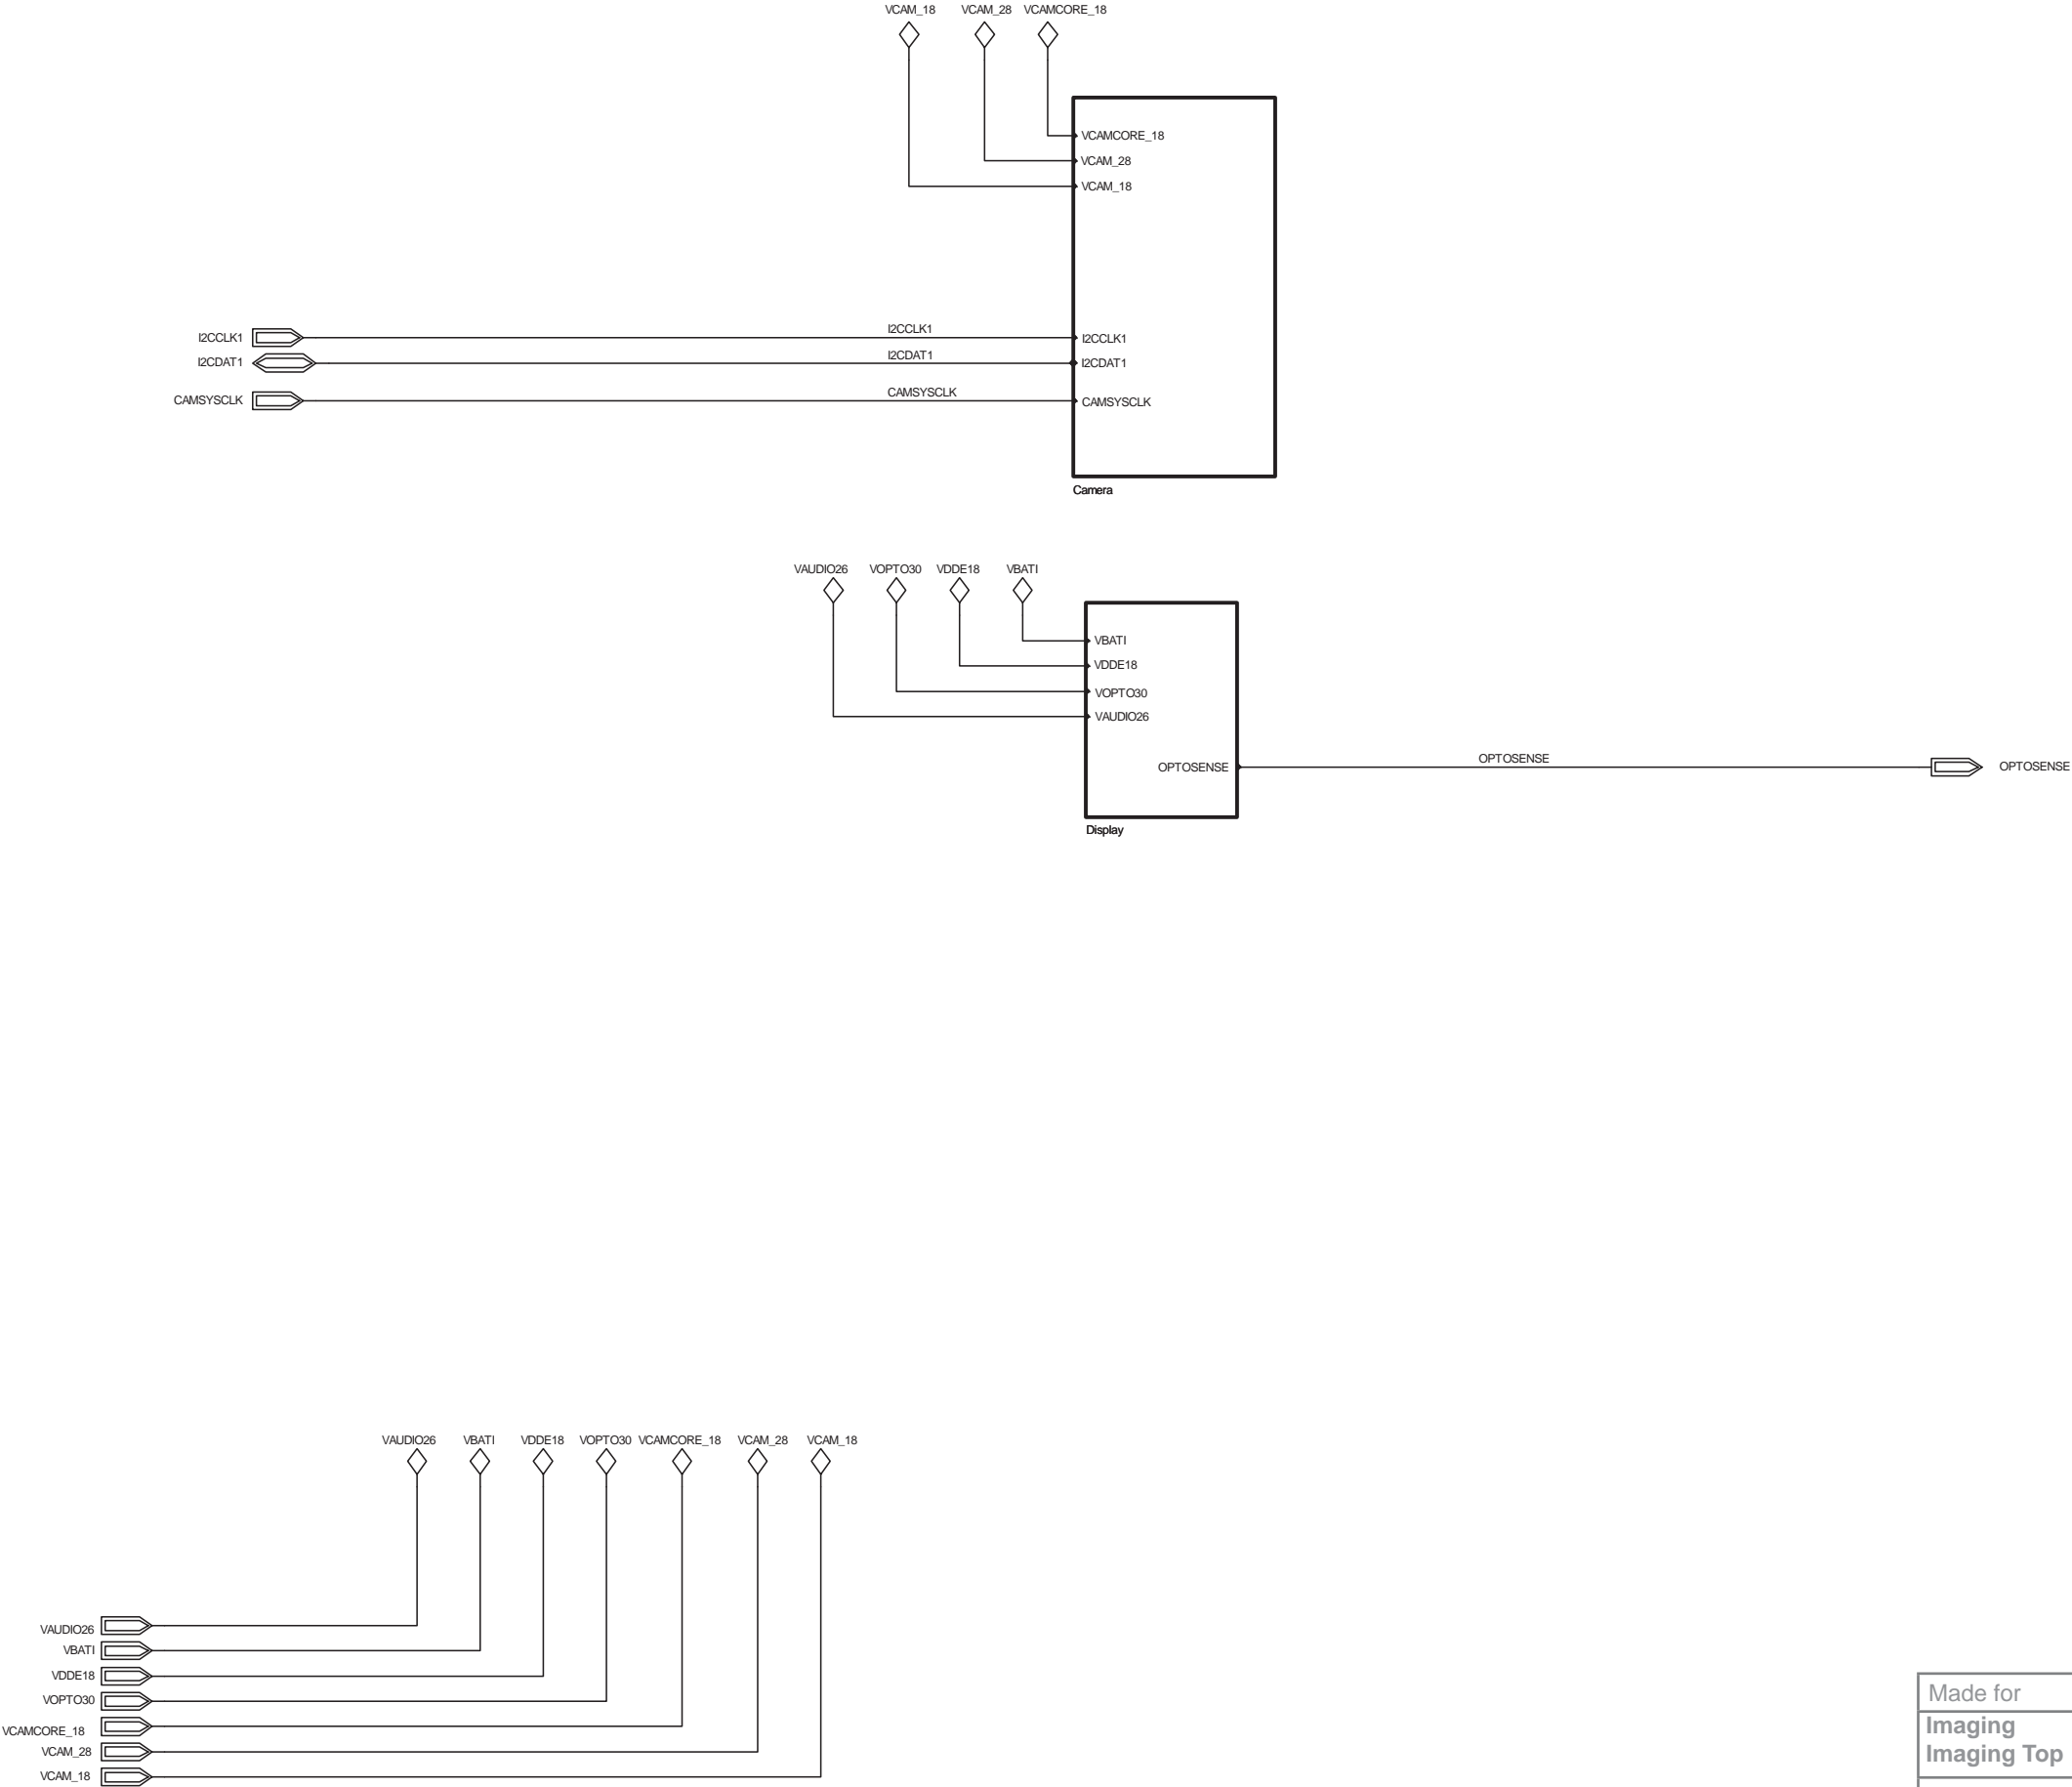 VCAM_18 VCAM_28 VCAMCORE_18
VCAMCORE_18
VCAM_28
VCAM_18
I2CCLK1 I2CCLK1 I2CCLK1
I2CDAT1 I2CDAT1 I2CDAT1
CAMSYSCLK CAMSYSCLK CAMSYSCLK
Camera
VAUDIO26 VOPTO30 VDDE18 VBATI
VBATI
VDDE18
VOPTO30
VAUDIO26
OPTOSENSE OPTOSENSE OPTOSENSE
Display
VAUDIO26 VBATI VDDE18 VOPTO30 VCAMCORE_18 VCAM_28 VCAM_18
VAUDIO26
VBATI
VDDE18
VOPTO30
VCAMCORE_18
VCAM_28
VCAM_18
Made for
Imaging
Imaging Top